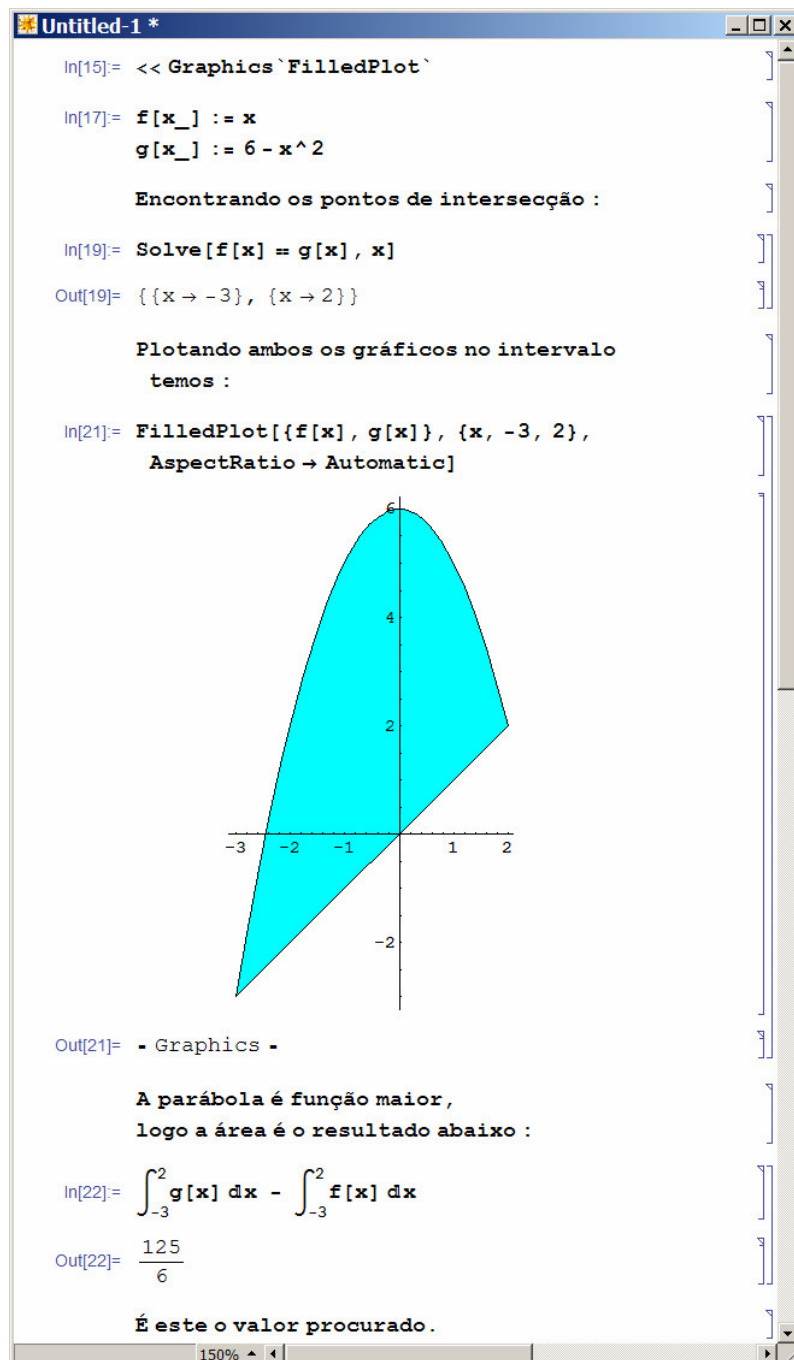 Untitled-1 *
In[15]:= << Graphics`FilledPlot`
In[17]:= f[x_] := x
g[x_] := 6 - x^2
Encontrando os pontos de intersecção :
In[19]:= Solve[f[x] == g[x], x]
Out[19]= {{x → -3}, {x → 2}}
Plotando ambos os gráficos no intervalo
temos :
In[21]:= FilledPlot[{f[x], g[x]}, {x, -3, 2},
AspectRatio → Automatic]
6
4
2
-3 -2 -1 1 2
-2
Out[21]= - Graphics -
A parábola é função maior,
logo a área é o resultado abaixo :
In[22]:= ∫_{-3}^{2} g[x] ⅆx - ∫_{-3}^{2} f[x] ⅆx
Out[22]= 125/6
É este o valor procurado.
150%